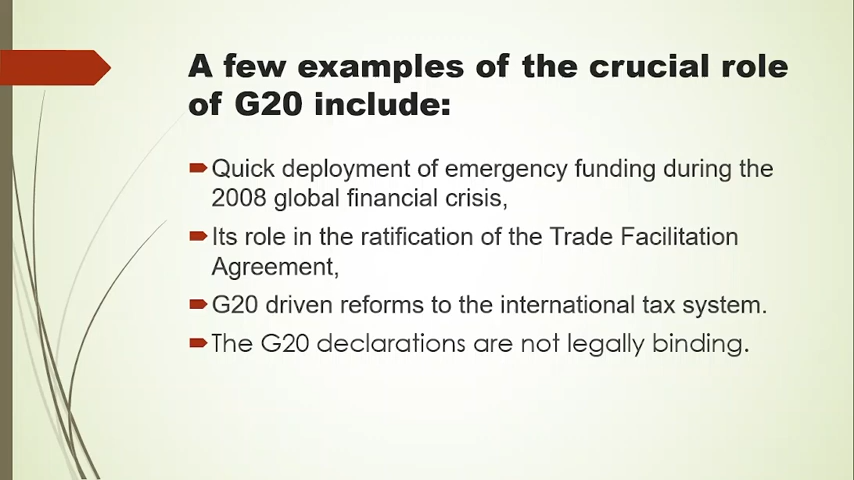 A few examples of the crucial role
of G20 include:
Quick deployment of emergency funding during the
2008 global financial crisis,
Its role in the ratification of the Trade Facilitation
Agreement,
G20 driven reforms to the international tax system.
The G20 declarations are not legally binding.